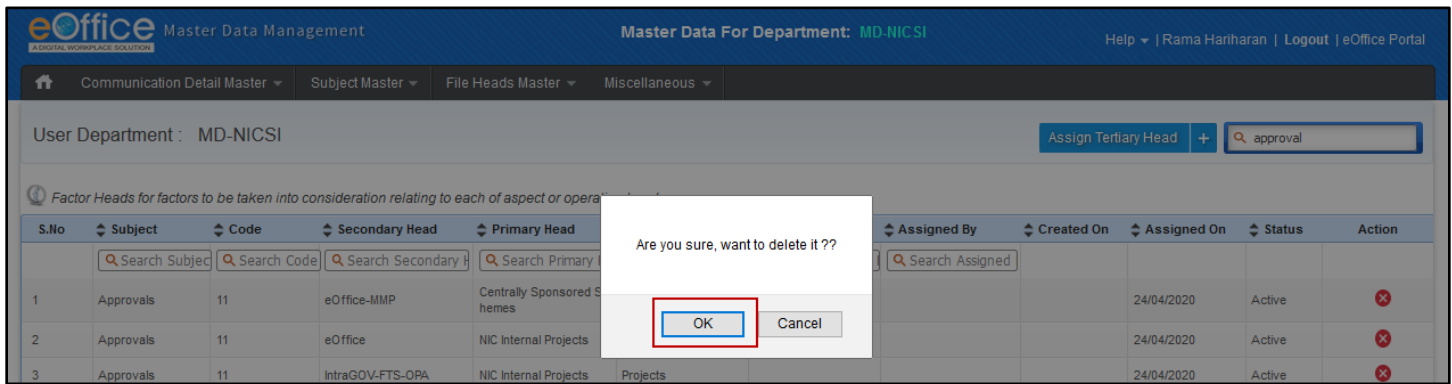 eOffice Master Data Management Master Data For Department: MD-NICSI Help | Rama Hariharan | Logout | eOffice Portal
A DIGITAL WORKPLACE SOLUTION
Communication Detail Master Subject Master File Heads Master Miscellaneous
User Department : MD-NICSI Assign Tertiary Head + approval
Factor Heads for factors to be taken into consideration relating to each of aspect or
S.No Subject Code Secondary Head Primary Head Assigned By Created On Assigned On Status Action
Are you sure, want to delete it ??
Search Subjec Search Code Search Secondary H Search Primary Search Assigned
1 Approvals 11 eOffice-MMP Centrally Sponsored S
hemes 24/04/2020 Active
OK Cancel
2 Approvals 11 eOffice NIC Internal Projects 24/04/2020 Active
3 Approvals 11 IntraGOV-FTS-OPA NIC Internal Projects Projects 24/04/2020 Active